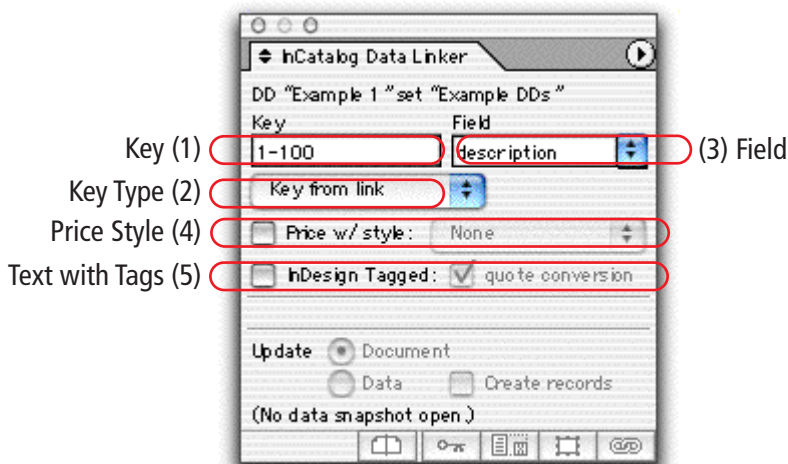 InCatalog Data Linker
DD "Example 1 "set "Example DDs "
Key Field
Key (1) 1-100 description (3) Field
Key Type (2) Key from link
Price Style (4) Price w/ style: None
Text with Tags (5) InDesign Tagged: quote conversion
Update Document
Data Create records
(No data snapshot open.)